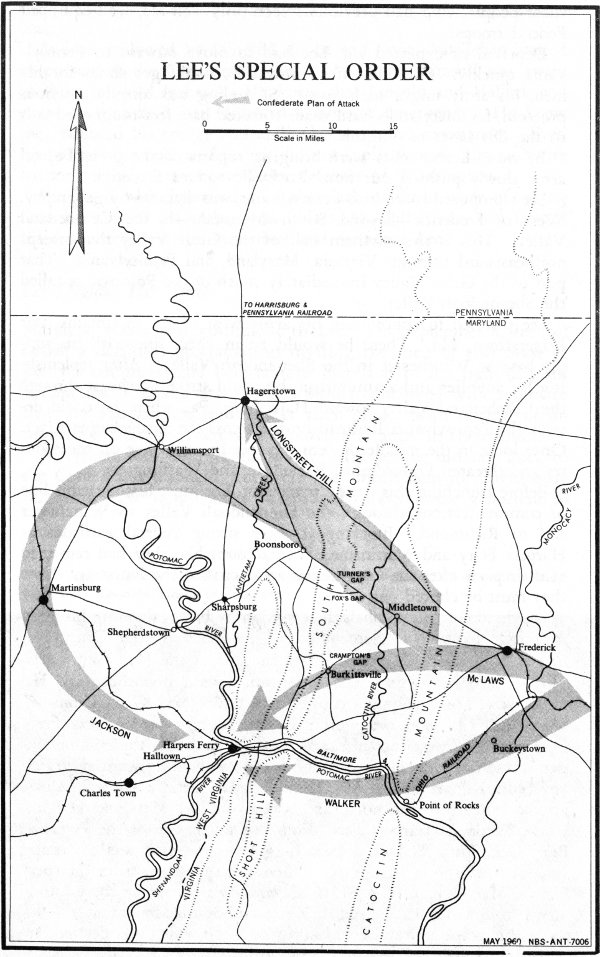 LEE'S SPECIAL ORDER
N
Confederate Plan of Attack
0 5 10 15
Scale in Miles
TO HARRISBURG &
PENNSYLVANIA RAILROAD
PENNSYLVANIA
MARYLAND
Hagerstown
LONGSTREET-HILL
MOUNTAIN
Williamsport
CREEK
RIVER
MONOCACY
POTOMAC
Boonsboro
ANTIETAM
TURNER'S
GAP
FOX'S GAP
Martinsburg
Sharpsburg
SOUTH
Middletown
Shepherdstown
RIVER
Frederick
CRAMPTON'S
GAP
Burkittsville
Mc LAWS
MOUNTAIN
CATOCTIN RIVER
JACKSON
Harpers Ferry
Halltown
BALTIMORE
&
OHIO RAILROAD
Buckeystown
POTOMAC RIVER
Charles Town
RIVER
WEST VIRGINIA
WALKER
Point of Rocks
SHORT HILL
SHENANDOAH
VIRGINIA
CATOCTIN
MAY 1960 NBS-ANT-7006